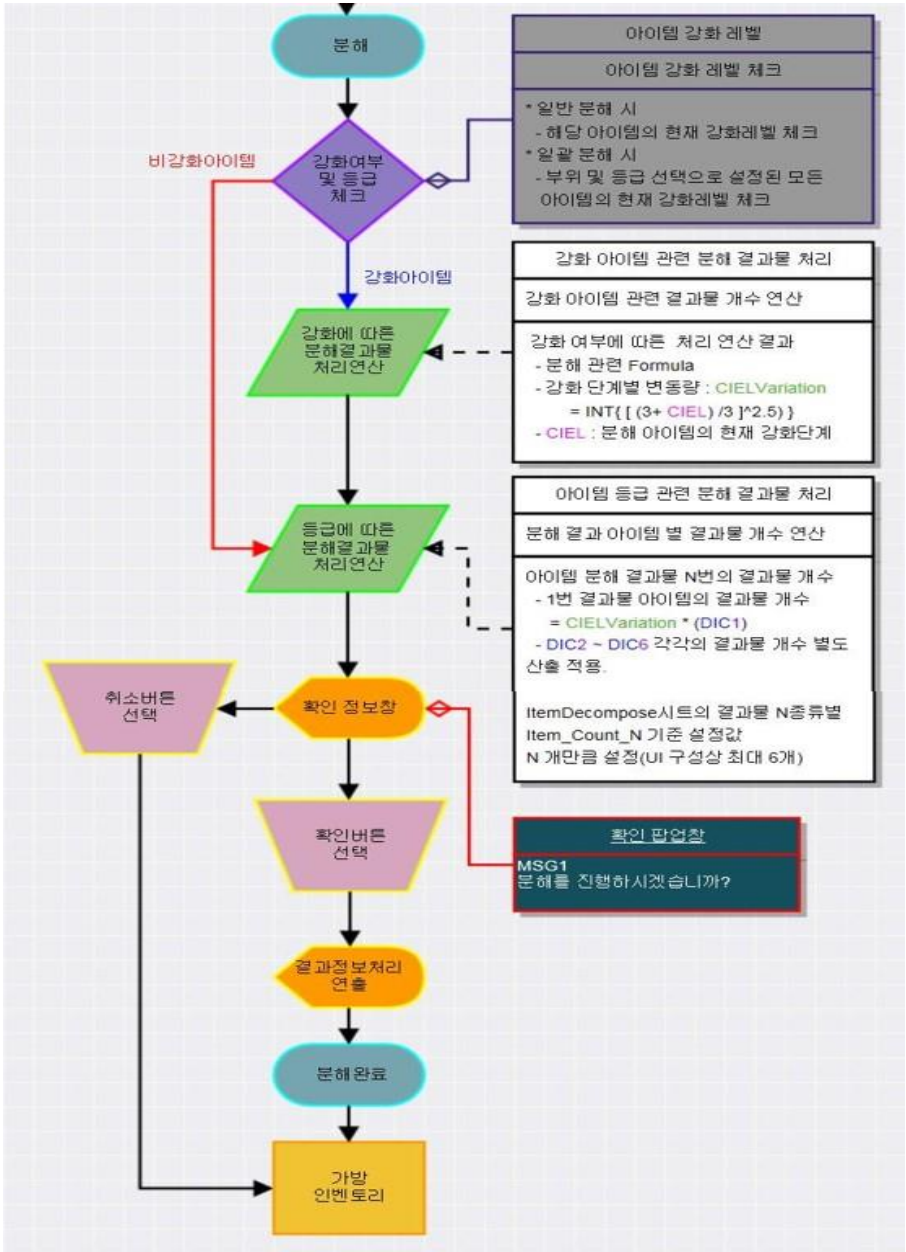 분해
아이템 강화 레벨
아이템 강화 레벨 체크
* 일반 분해 시
- 해당 아이템의 현재 강화레벨 체크
* 일괄 분해 시
- 부위 및 등급 선택으로 설정된 모든
아이템의 현재 강화레벨 체크
비강화아이템
강화여부
및 등급
체크
강화아이템
강화 아이템 관련 분해 결과물 처리
강화 아이템 관련 결과물 개수 연산
강화 여부에 따른 처리 연산 결과
- 분해 관련 Formula
- 강화 단계별 변동량 : CIELVariation
= INT{ [ (3+ CIEL) /3 ]^2.5) }
- CIEL : 분해 아이템의 현재 강화단계
강화에 따른
분해결과물
처리연산
아이템 등급 관련 분해 결과물 처리
분해 결과 아이템 별 결과물 개수 연산
아이템 분해 결과물 N번의 결과물 개수
- 1번 결과물 아이템의 결과물 개수
= CIELVariation * (DIC1)
- DIC2 ~ DIC6 각각의 결과물 개수 별도
산출 적용.
ItemDecompose시트의 결과물 N종류별
Item_Count_N 기준 설정값
N 개만큼 설정(UI 구성상 최대 6개)
등급에 따른
분해결과물
처리연산
취소버튼
선택
확인 정보창
확인버튼
선택
확인 팝업창
MSG1
분해를 진행하시겠습니까?
결과정보처리
연출
분해완료
가방
인벤토리